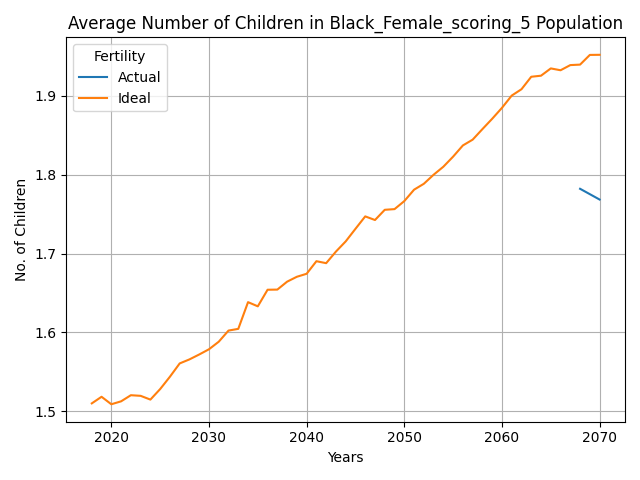 Average Number of Children in Black_Female_scoring_5 Population
Fertility
Actual
Ideal
No. of Children
1.9
1.8
1.7
1.6
1.5
2020 2030 2040 2050 2060 2070
Years